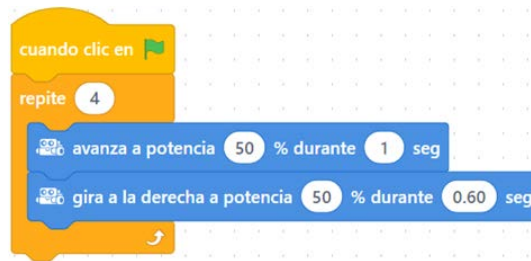 cuando clic en
repite 4
avanza a potencia 50 % durante 1 seg
gira a la derecha a potencia 50 % durante 0.60 seg